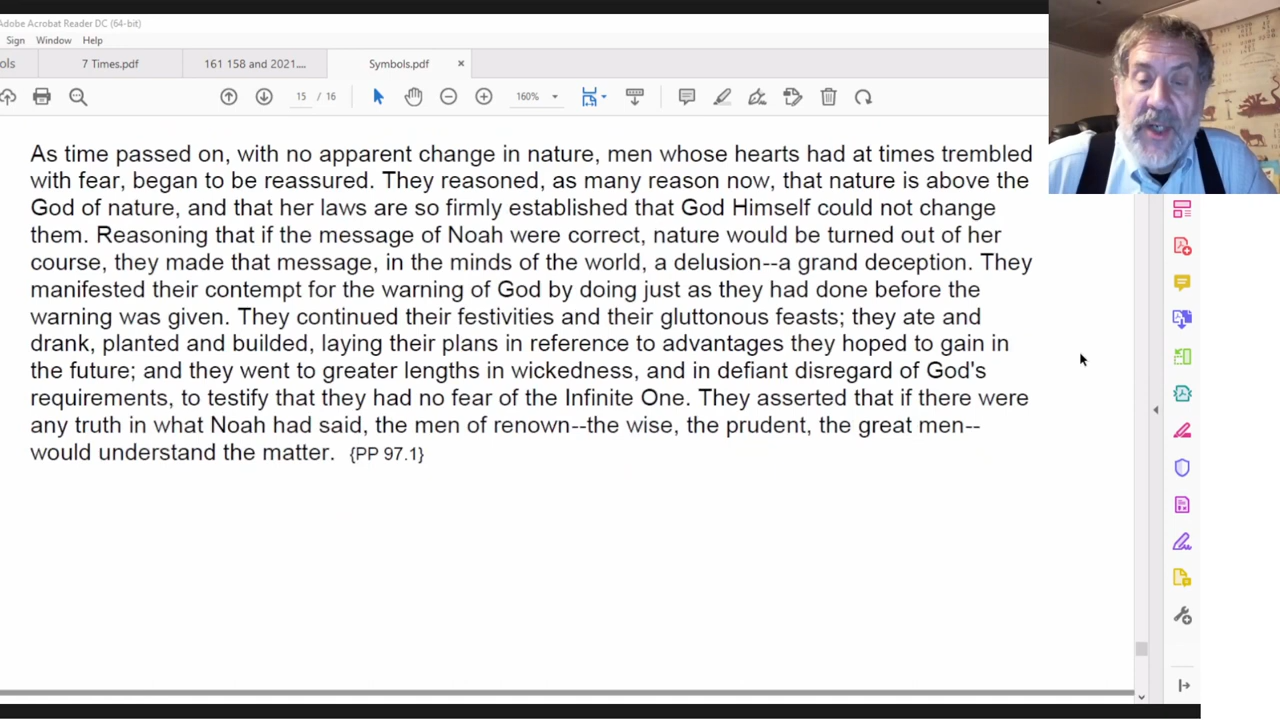 Adobe Acrobat Reader DC (64-bit)
Sign Window Help
ols 7 Times.pdf 161 158 and 2021.... Symbols.pdf ×
15 / 16 160%
As time passed on, with no apparent change in nature, men whose hearts had at times trembled
with fear, began to be reassured. They reasoned, as many reason now, that nature is above the
God of nature, and that her laws are so firmly established that God Himself could not change
them. Reasoning that if the message of Noah were correct, nature would be turned out of her
course, they made that message, in the minds of the world, a delusion--a grand deception. They
manifested their contempt for the warning of God by doing just as they had done before the
warning was given. They continued their festivities and their gluttonous feasts; they ate and
drank, planted and builded, laying their plans in reference to advantages they hoped to gain in
the future; and they went to greater lengths in wickedness, and in defiant disregard of God's
requirements, to testify that they had no fear of the Infinite One. They asserted that if there were
any truth in what Noah had said, the men of renown--the wise, the prudent, the great men--
would understand the matter. {PP 97.1}